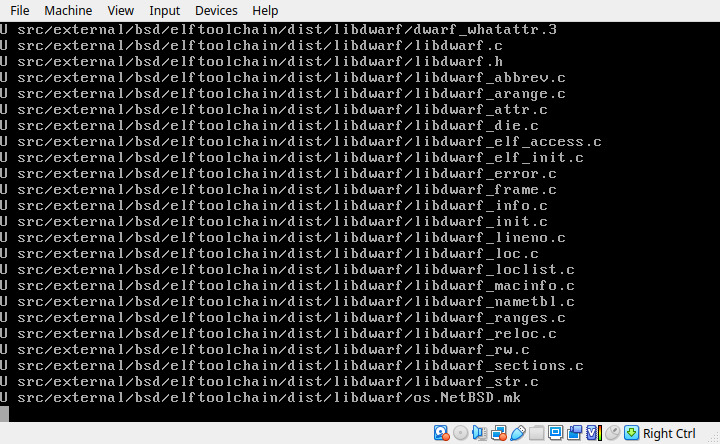 File Machine View Input Devices Help
U src/external/bsd/elftoolchain/dist/libdwarf/dwarf_whatattr.3
U src/external/bsd/elftoolchain/dist/libdwarf/libdwarf.c
U src/external/bsd/elftoolchain/dist/libdwarf/libdwarf.h
U src/external/bsd/elftoolchain/dist/libdwarf/libdwarf_abbrev.c
U src/external/bsd/elftoolchain/dist/libdwarf/libdwarf_arange.c
U src/external/bsd/elftoolchain/dist/libdwarf/libdwarf_attr.c
U src/external/bsd/elftoolchain/dist/libdwarf/libdwarf_die.c
U src/external/bsd/elftoolchain/dist/libdwarf/libdwarf_elf_access.c
U src/external/bsd/elftoolchain/dist/libdwarf/libdwarf_elf_init.c
U src/external/bsd/elftoolchain/dist/libdwarf/libdwarf_error.c
U src/external/bsd/elftoolchain/dist/libdwarf/libdwarf_frame.c
U src/external/bsd/elftoolchain/dist/libdwarf/libdwarf_info.c
U src/external/bsd/elftoolchain/dist/libdwarf/libdwarf_init.c
U src/external/bsd/elftoolchain/dist/libdwarf/libdwarf_lineno.c
U src/external/bsd/elftoolchain/dist/libdwarf/libdwarf_loc.c
U src/external/bsd/elftoolchain/dist/libdwarf/libdwarf_loclist.c
U src/external/bsd/elftoolchain/dist/libdwarf/libdwarf_macinfo.c
U src/external/bsd/elftoolchain/dist/libdwarf/libdwarf_nametbl.c
U src/external/bsd/elftoolchain/dist/libdwarf/libdwarf_ranges.c
U src/external/bsd/elftoolchain/dist/libdwarf/libdwarf_reloc.c
U src/external/bsd/elftoolchain/dist/libdwarf/libdwarf_rw.c
U src/external/bsd/elftoolchain/dist/libdwarf/libdwarf_sections.c
U src/external/bsd/elftoolchain/dist/libdwarf/libdwarf_str.c
U src/external/bsd/elftoolchain/dist/libdwarf/os.NetBSD.mk
Right Ctrl